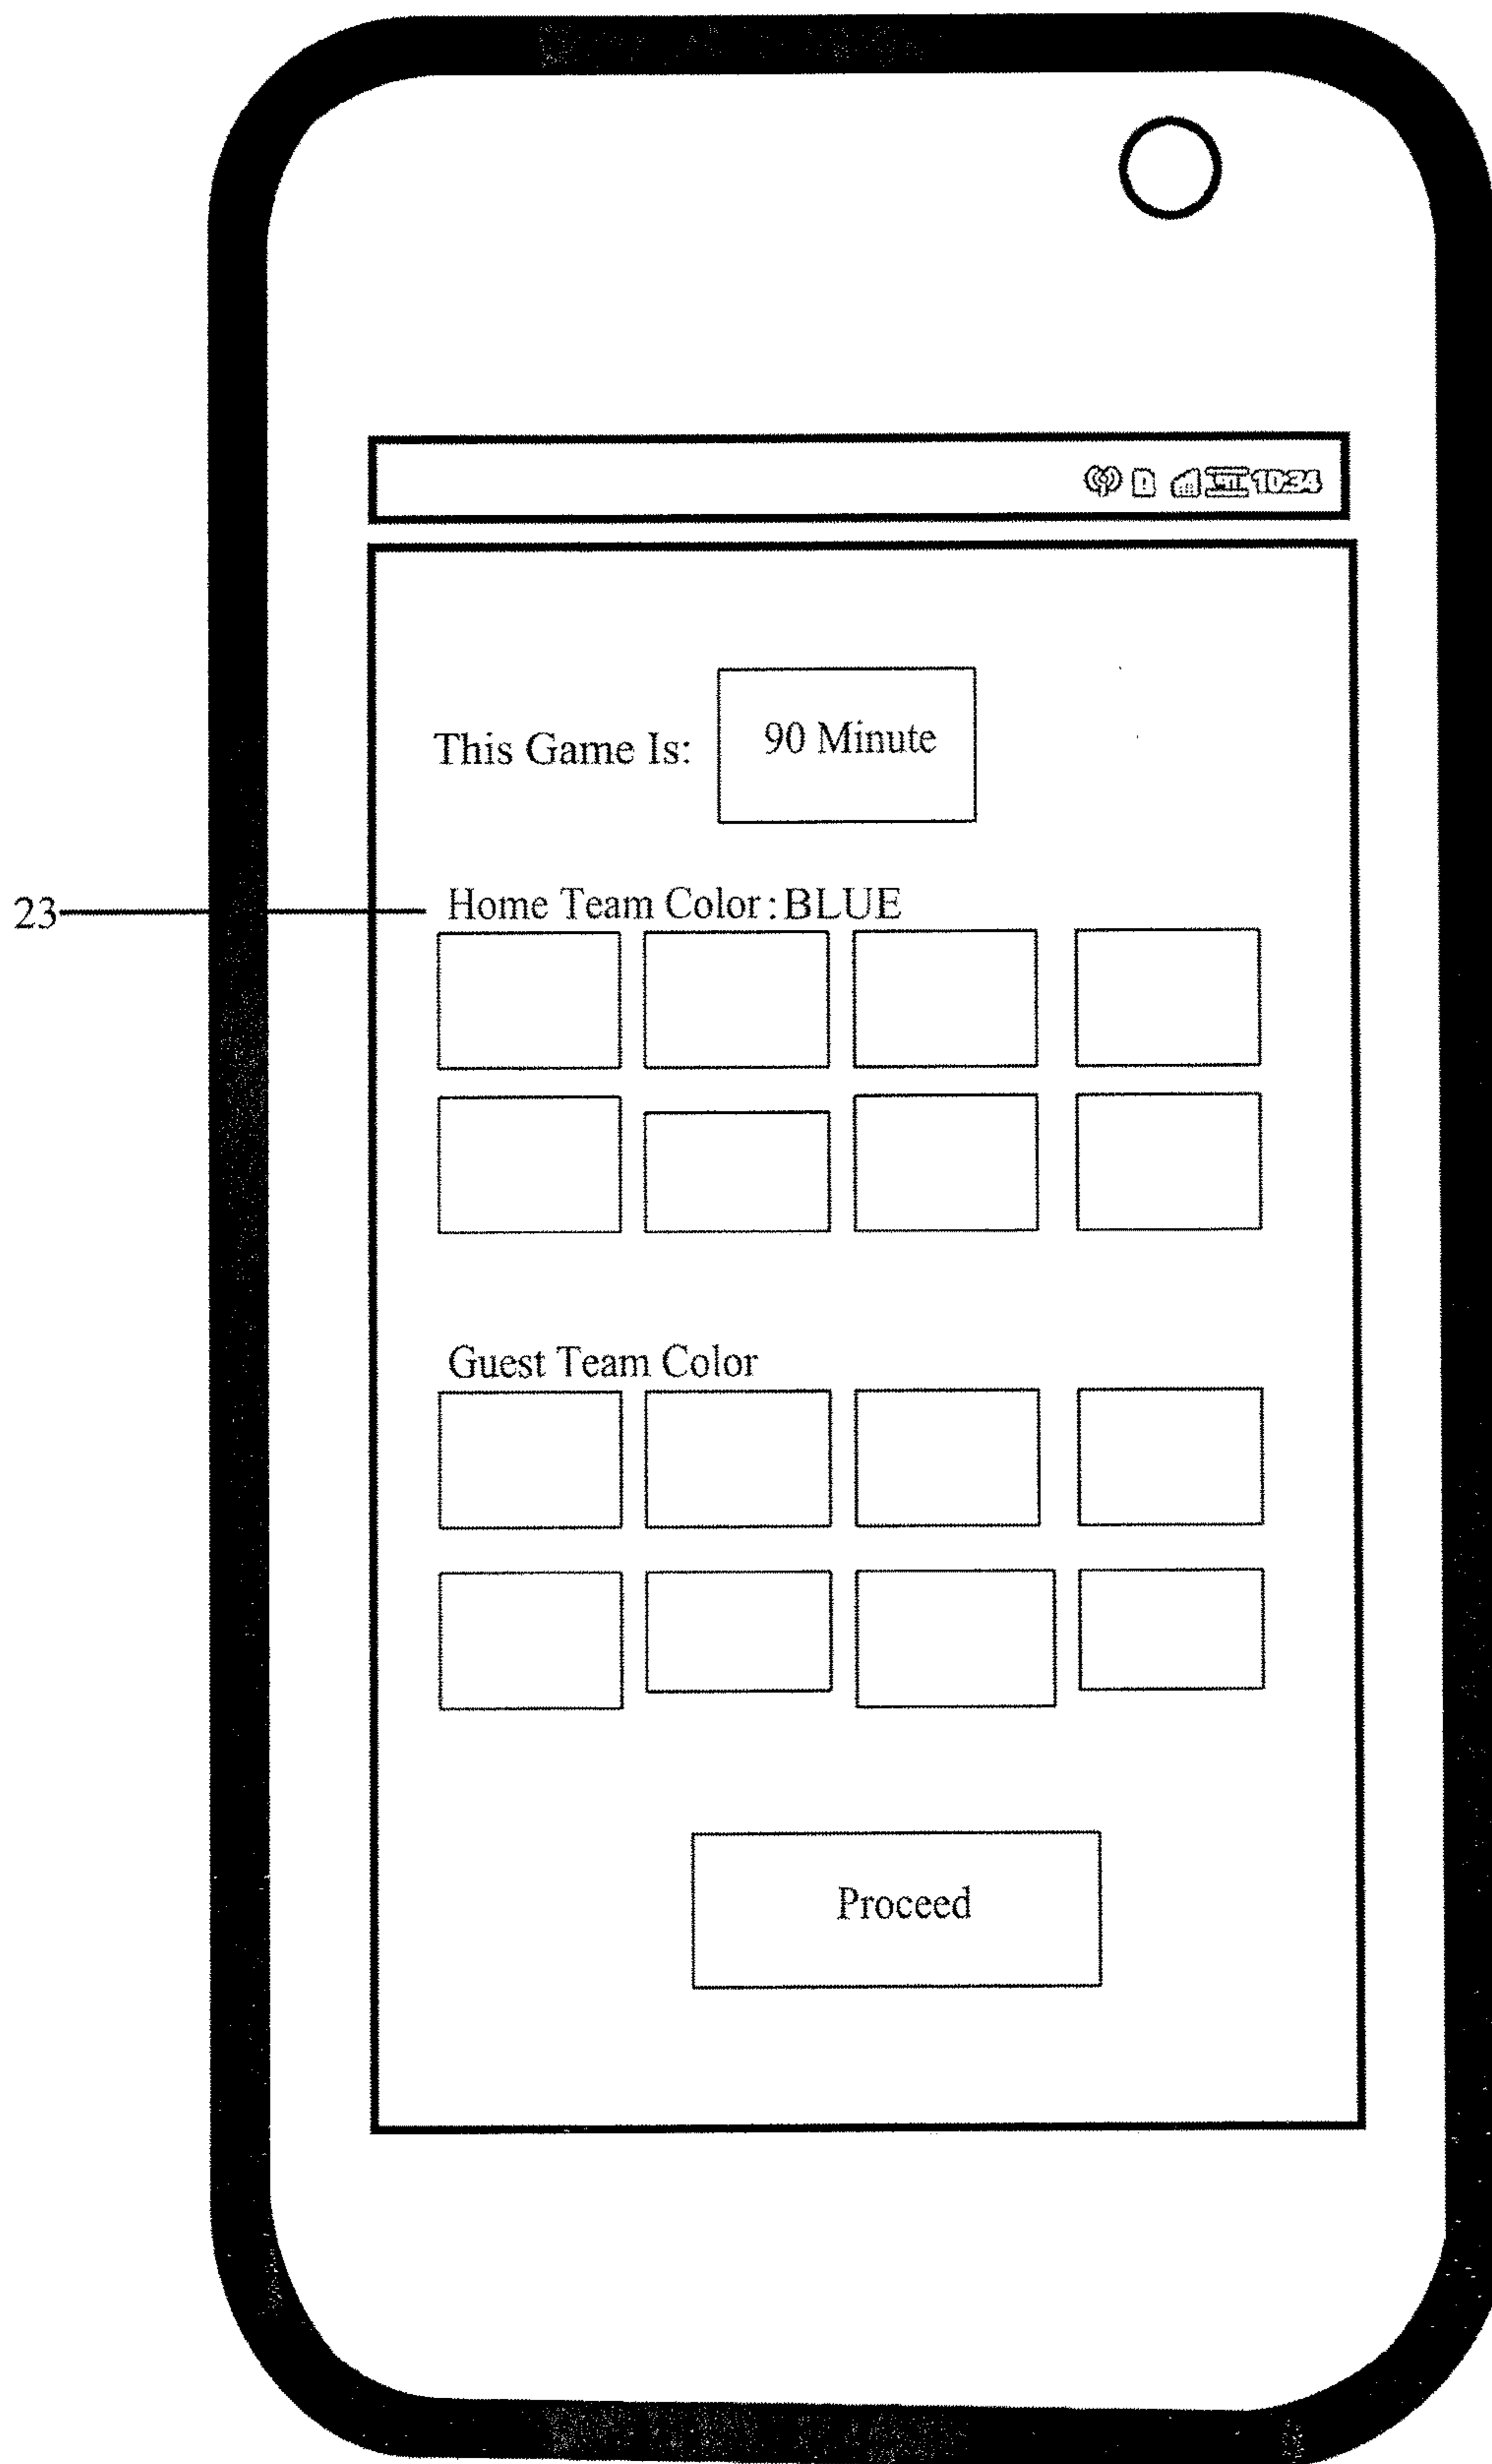 10:34
This Game Is: 90 Minute
23 Home Team Color:BLUE
Guest Team Color
Proceed